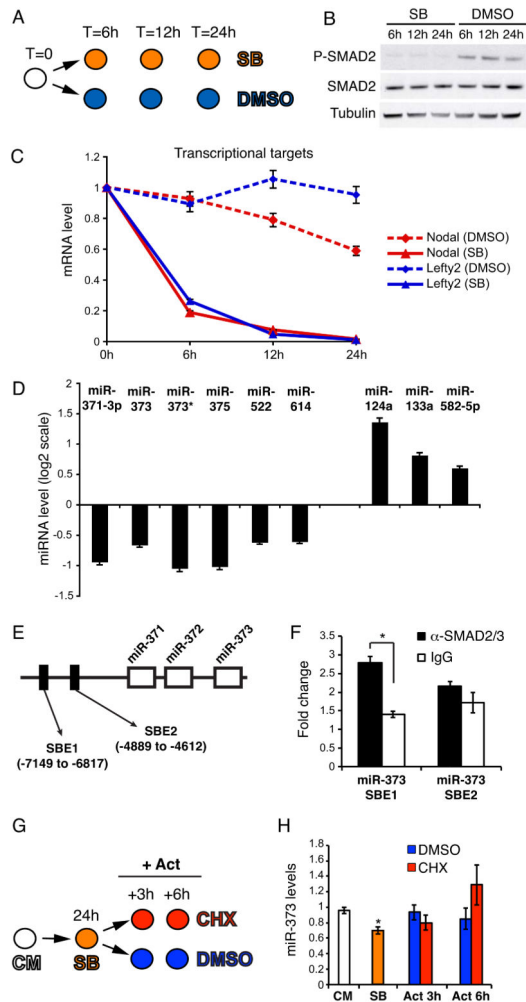 A
T=0
T=6h T=12h T=24h
SB
DMSO
B
SB DMSO
6h 12h 24h 6h 12h 24h
P-SMAD2
SMAD2
Tubulin
C
Transcriptional targets
mRNA level
1.2
1
0.8
0.6
0.4
0.2
0
0h 6h 12h 24h
Nodal (DMSO)
Nodal (SB)
Lefty2 (DMSO)
Lefty2 (SB)
D
miRNA level (log2 scale)
2
1.5
1
0.5
0
-0.5
-1
-1.5
miR- miR- miR- miR- miR- miR- miR- miR- miR-
371-3p 373 373* 375 522 614 124a 133a 582-5p
E
miR-371
miR-372
miR-373
SBE1
(-7149 to -6817)
SBE2
(-4889 to -4612)
F
α-SMAD2/3
IgG
Fold change
3.5
3
2.5
2
1.5
1
0.5
0
*
miR-373 miR-373
SBE1 SBE2
G
+ Act
+3h +6h
24h
CM
SB
CHX
DMSO
H
DMSO
CHX
miR-373 levels
1.8
1.6
1.4
1.2
1
0.8
0.6
0.4
0.2
0
*
CM SB Act 3h Act 6h